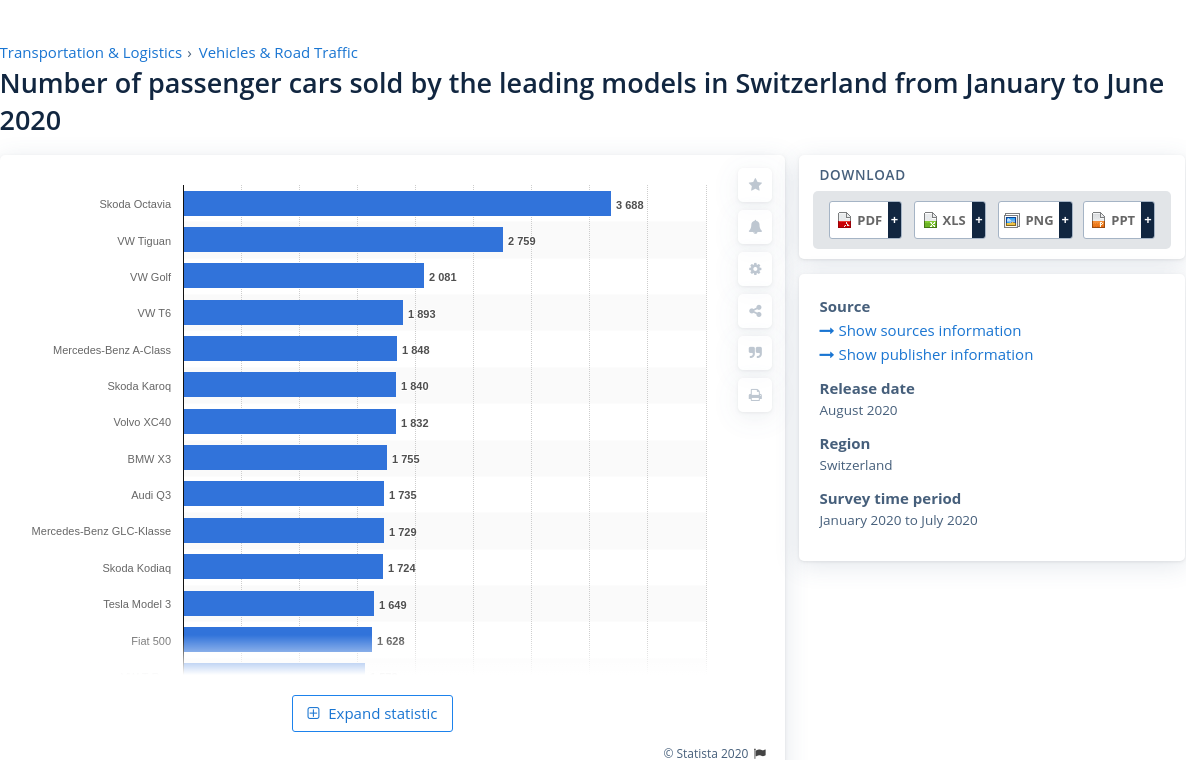 Transportation & Logistics › Vehicles & Road Traffic
Number of passenger cars sold by the leading models in Switzerland from January to June
2020
Skoda Octavia 3 688
VW Tiguan 2 759
VW Golf 2 081
VW T6 1 893
Mercedes-Benz A-Class 1 848
Skoda Karoq 1 840
Volvo XC40 1 832
BMW X3 1 755
Audi Q3 1 735
Mercedes-Benz GLC-Klasse 1 729
Skoda Kodiaq 1 724
Tesla Model 3 1 649
Fiat 500 1 628
Expand statistic
© Statista 2020
DOWNLOAD
PDF + XLS + PNG + PPT +
Source
Show sources information
Show publisher information
Release date
August 2020
Region
Switzerland
Survey time period
January 2020 to July 2020